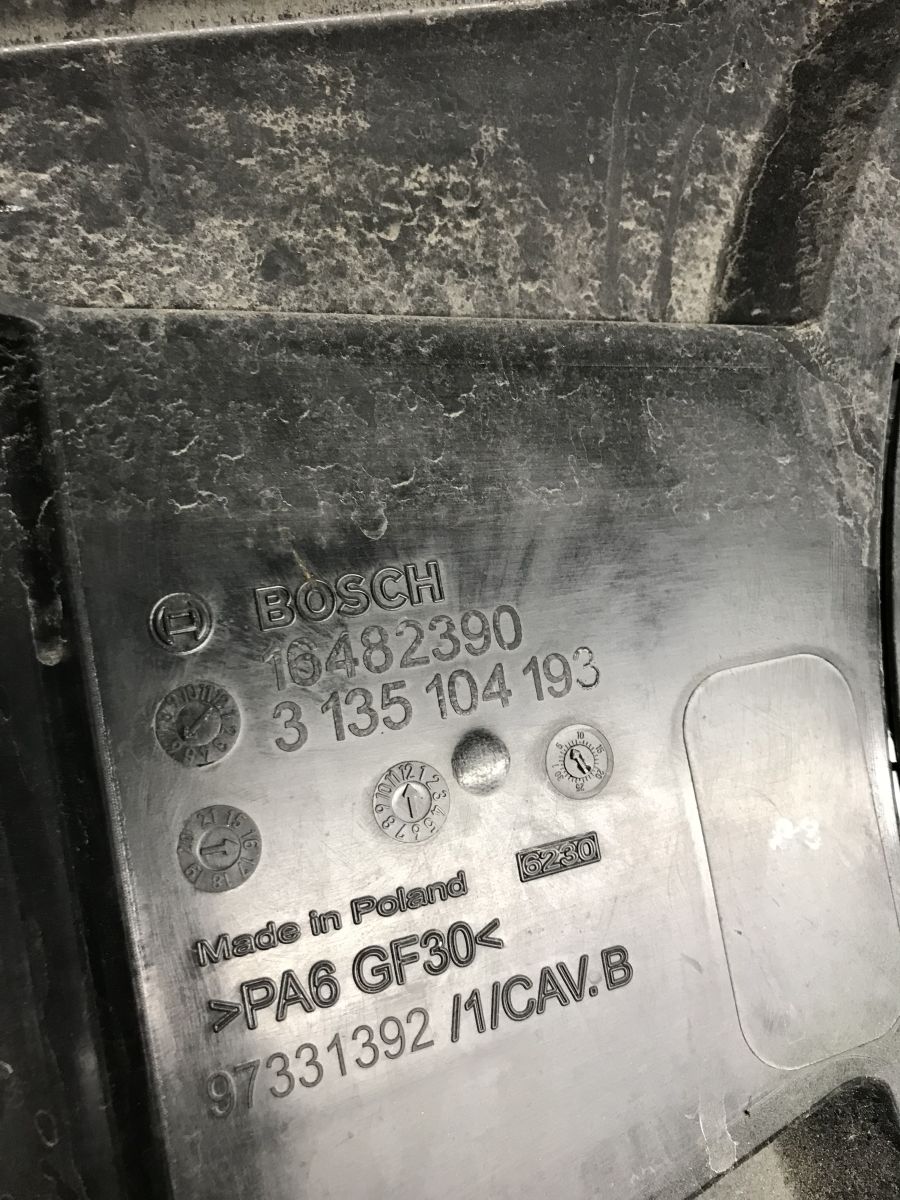 BOSCH
16482390
3 135 104 193
6230
Made in Poland
>PA6 GF30<
97331392 /1/CAV. B